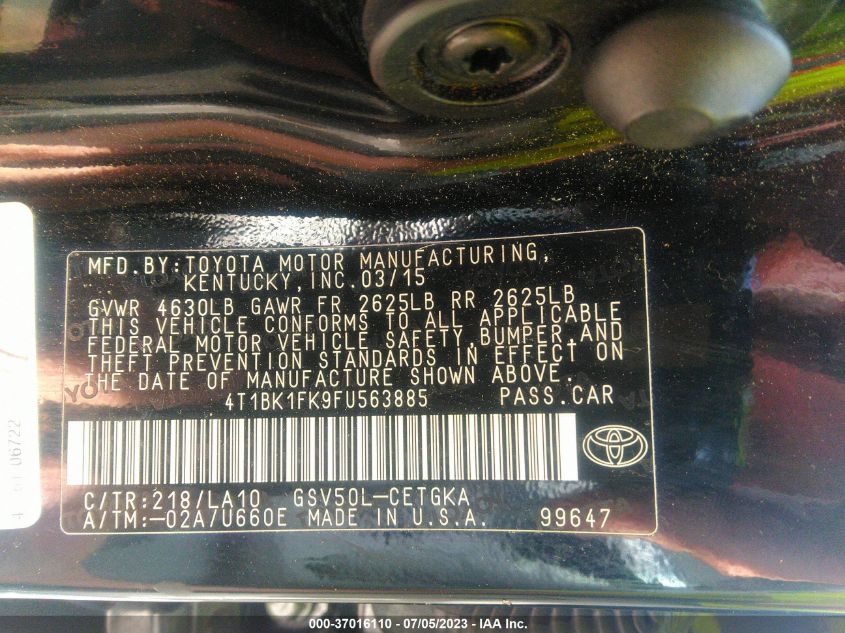 MFD.BY:TOYOTA MOTOR MANUFACTURING,
KENTUCKY,INC.03/15
GVWR 4630LB GAWR FR 2625LB RR 2625LB
THIS VEHICLE CONFORMS TO ALL APPLICABLE
FEDERAL MOTOR VEHICLE SAFETY,BUMPER,AND
THEFT PREVENTION STANDARDS IN EFFECT ON
THE DATE OF MANUFACTURE SHOWN ABOVE.
4T1BK1FK9FU563885 PASS.CAR
C/TR:218/LA10 GSV50L-CETGKA
A/TM:-02A/U660E MADE IN U.S.A. 99647
06722
000-37016110 - 07/05/2023 - IAA Inc.